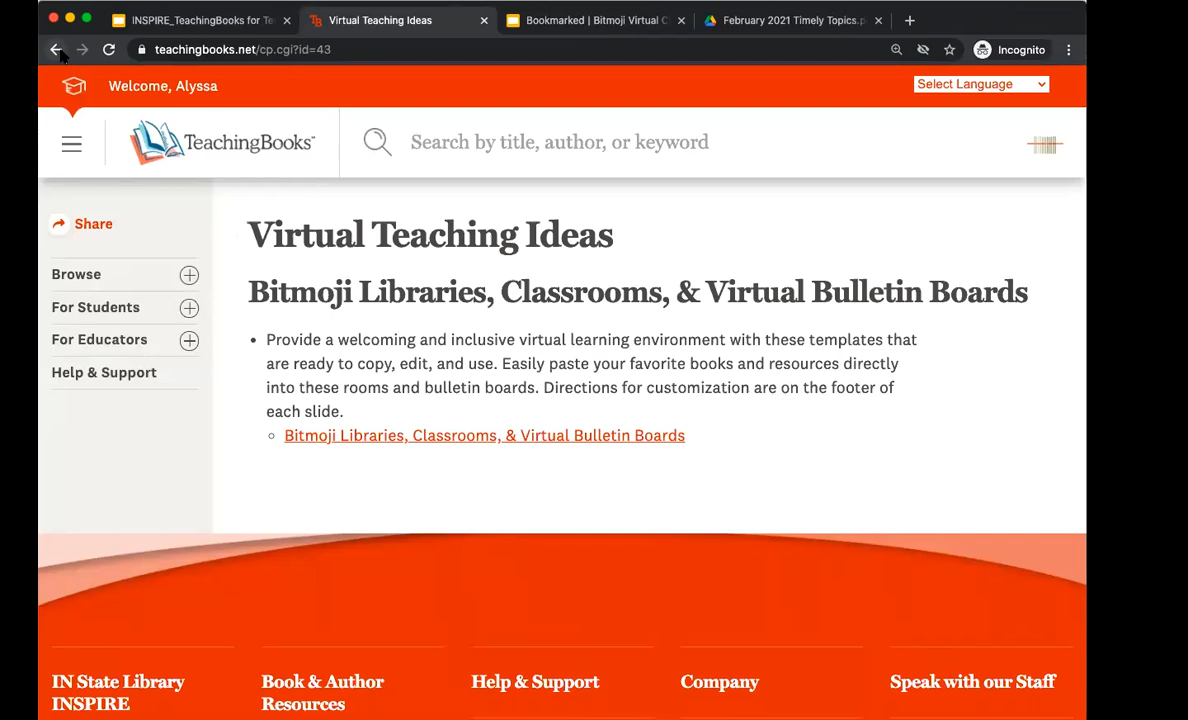 INSPIRE_TeachingBooks for Te
Virtual Teaching Ideas
Bookmarked | Bitmoji Virtual C
February 2021 Timely Topics.p
teachingbooks.net/cp.cgi?id=43
Incognito
Welcome, Alyssa
Select Language
TeachingBooks
Search by title, author, or keyword
Share
Browse
For Students
For Educators
Help & Support
Virtual Teaching Ideas
Bitmoji Libraries, Classrooms, & Virtual Bulletin Boards
• Provide a welcoming and inclusive virtual learning environment with these templates that
are ready to copy, edit, and use. Easily paste your favorite books and resources directly
into these rooms and bulletin boards. Directions for customization are on the footer of
each slide.
Bitmoji Libraries, Classrooms, & Virtual Bulletin Boards
IN State Library
INSPIRE
Book & Author
Resources
Help & Support
Company
Speak with our Staff